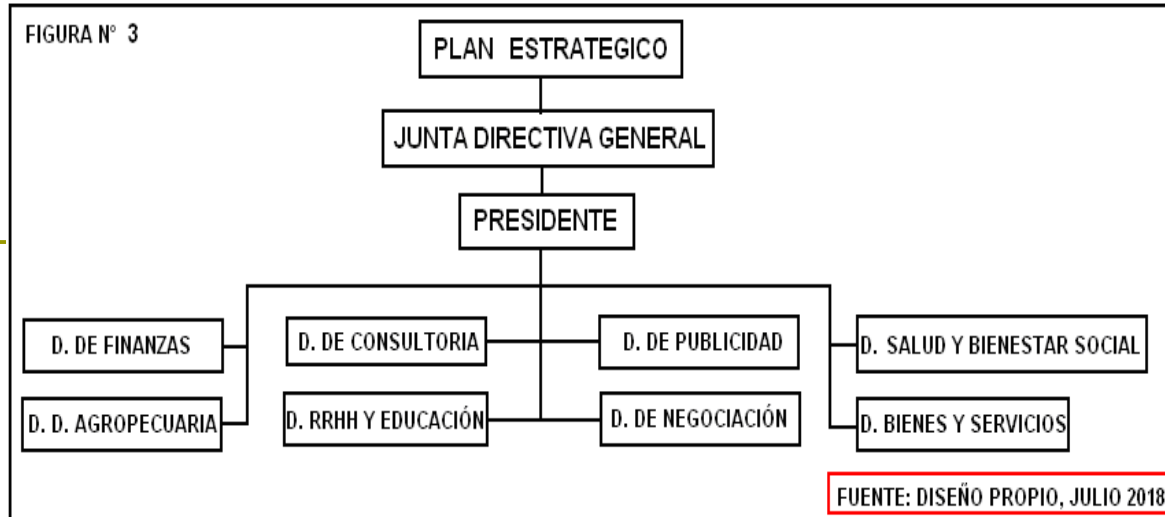 FIGURA N° 3
PLAN ESTRATEGICO
JUNTA DIRECTIVA GENERAL
PRESIDENTE
D. DE FINANZAS
D. DE CONSULTORIA
D. DE PUBLICIDAD
D. SALUD Y BIENESTAR SOCIAL
D. D. AGROPECUARIA
D. RRHH Y EDUCACIÓN
D. DE NEGOCIACIÓN
D. BIENES Y SERVICIOS
FUENTE: DISEÑO PROPIO, JULIO 2018